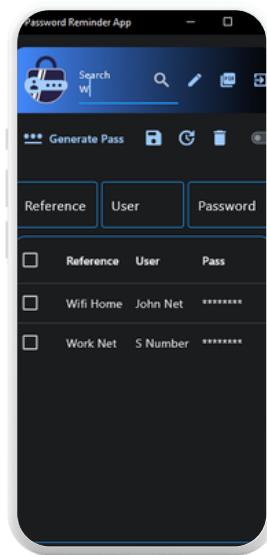 Password Reminder App
Search
W
PDF
*** Generate Pass
Reference User Password
Reference User Pass
Wifi Home John Net ********
Work Net S Number ********